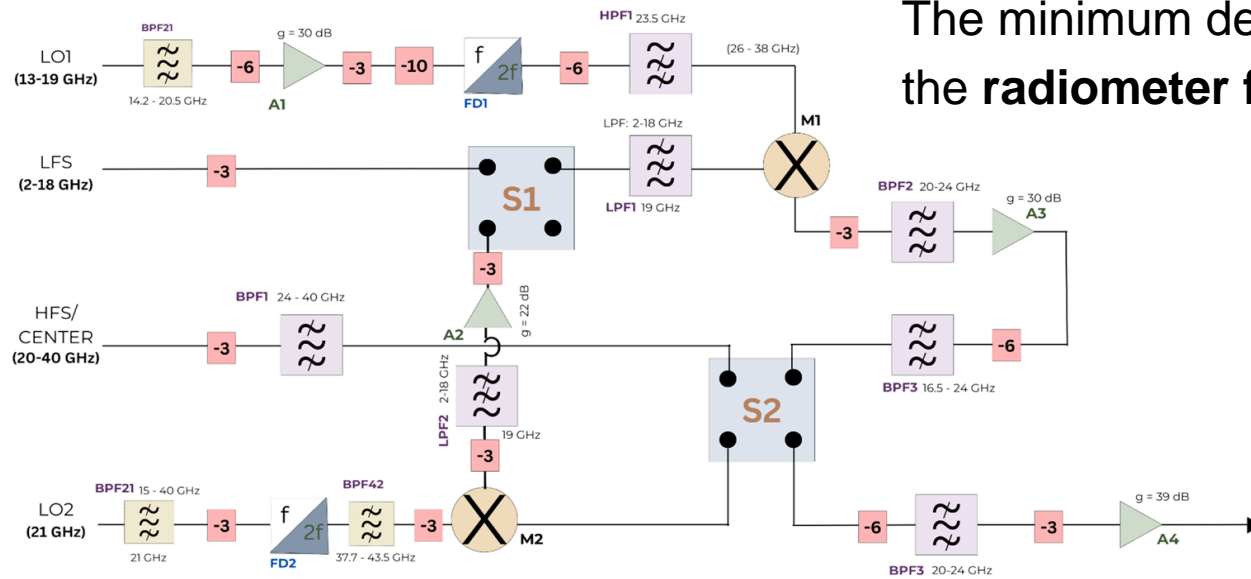 The minimum de
the radiometer f
LO1
(13-19 GHz)
BPF21
14.2 - 20.5 GHz
-6
g = 30 dB
A1
-3
-10
f
2f
FD1
-6
HPF1 23.5 GHz
(26 - 38 GHz)
M1
LFS
(2-18 GHz)
-3
S1
LPF: 2-18 GHz
LPF1 19 GHz
-3
BPF2 20-24 GHz
g = 30 dB
A3
-3
g = 22 dB
A2
HFS/
CENTER
(20-40 GHz)
-3
BPF1 24 - 40 GHz
-6
BPF3 16.5 - 24 GHz
S2
LPF2 2-18 GHz
19 GHz
-3
LO2
(21 GHz)
BPF21 15 - 40 GHz
21 GHz
-3
f
2f
FD2
BPF42
37.7 - 43.5 GHz
-3
M2
-6
BPF3 20-24 GHz
-3
g = 39 dB
A4